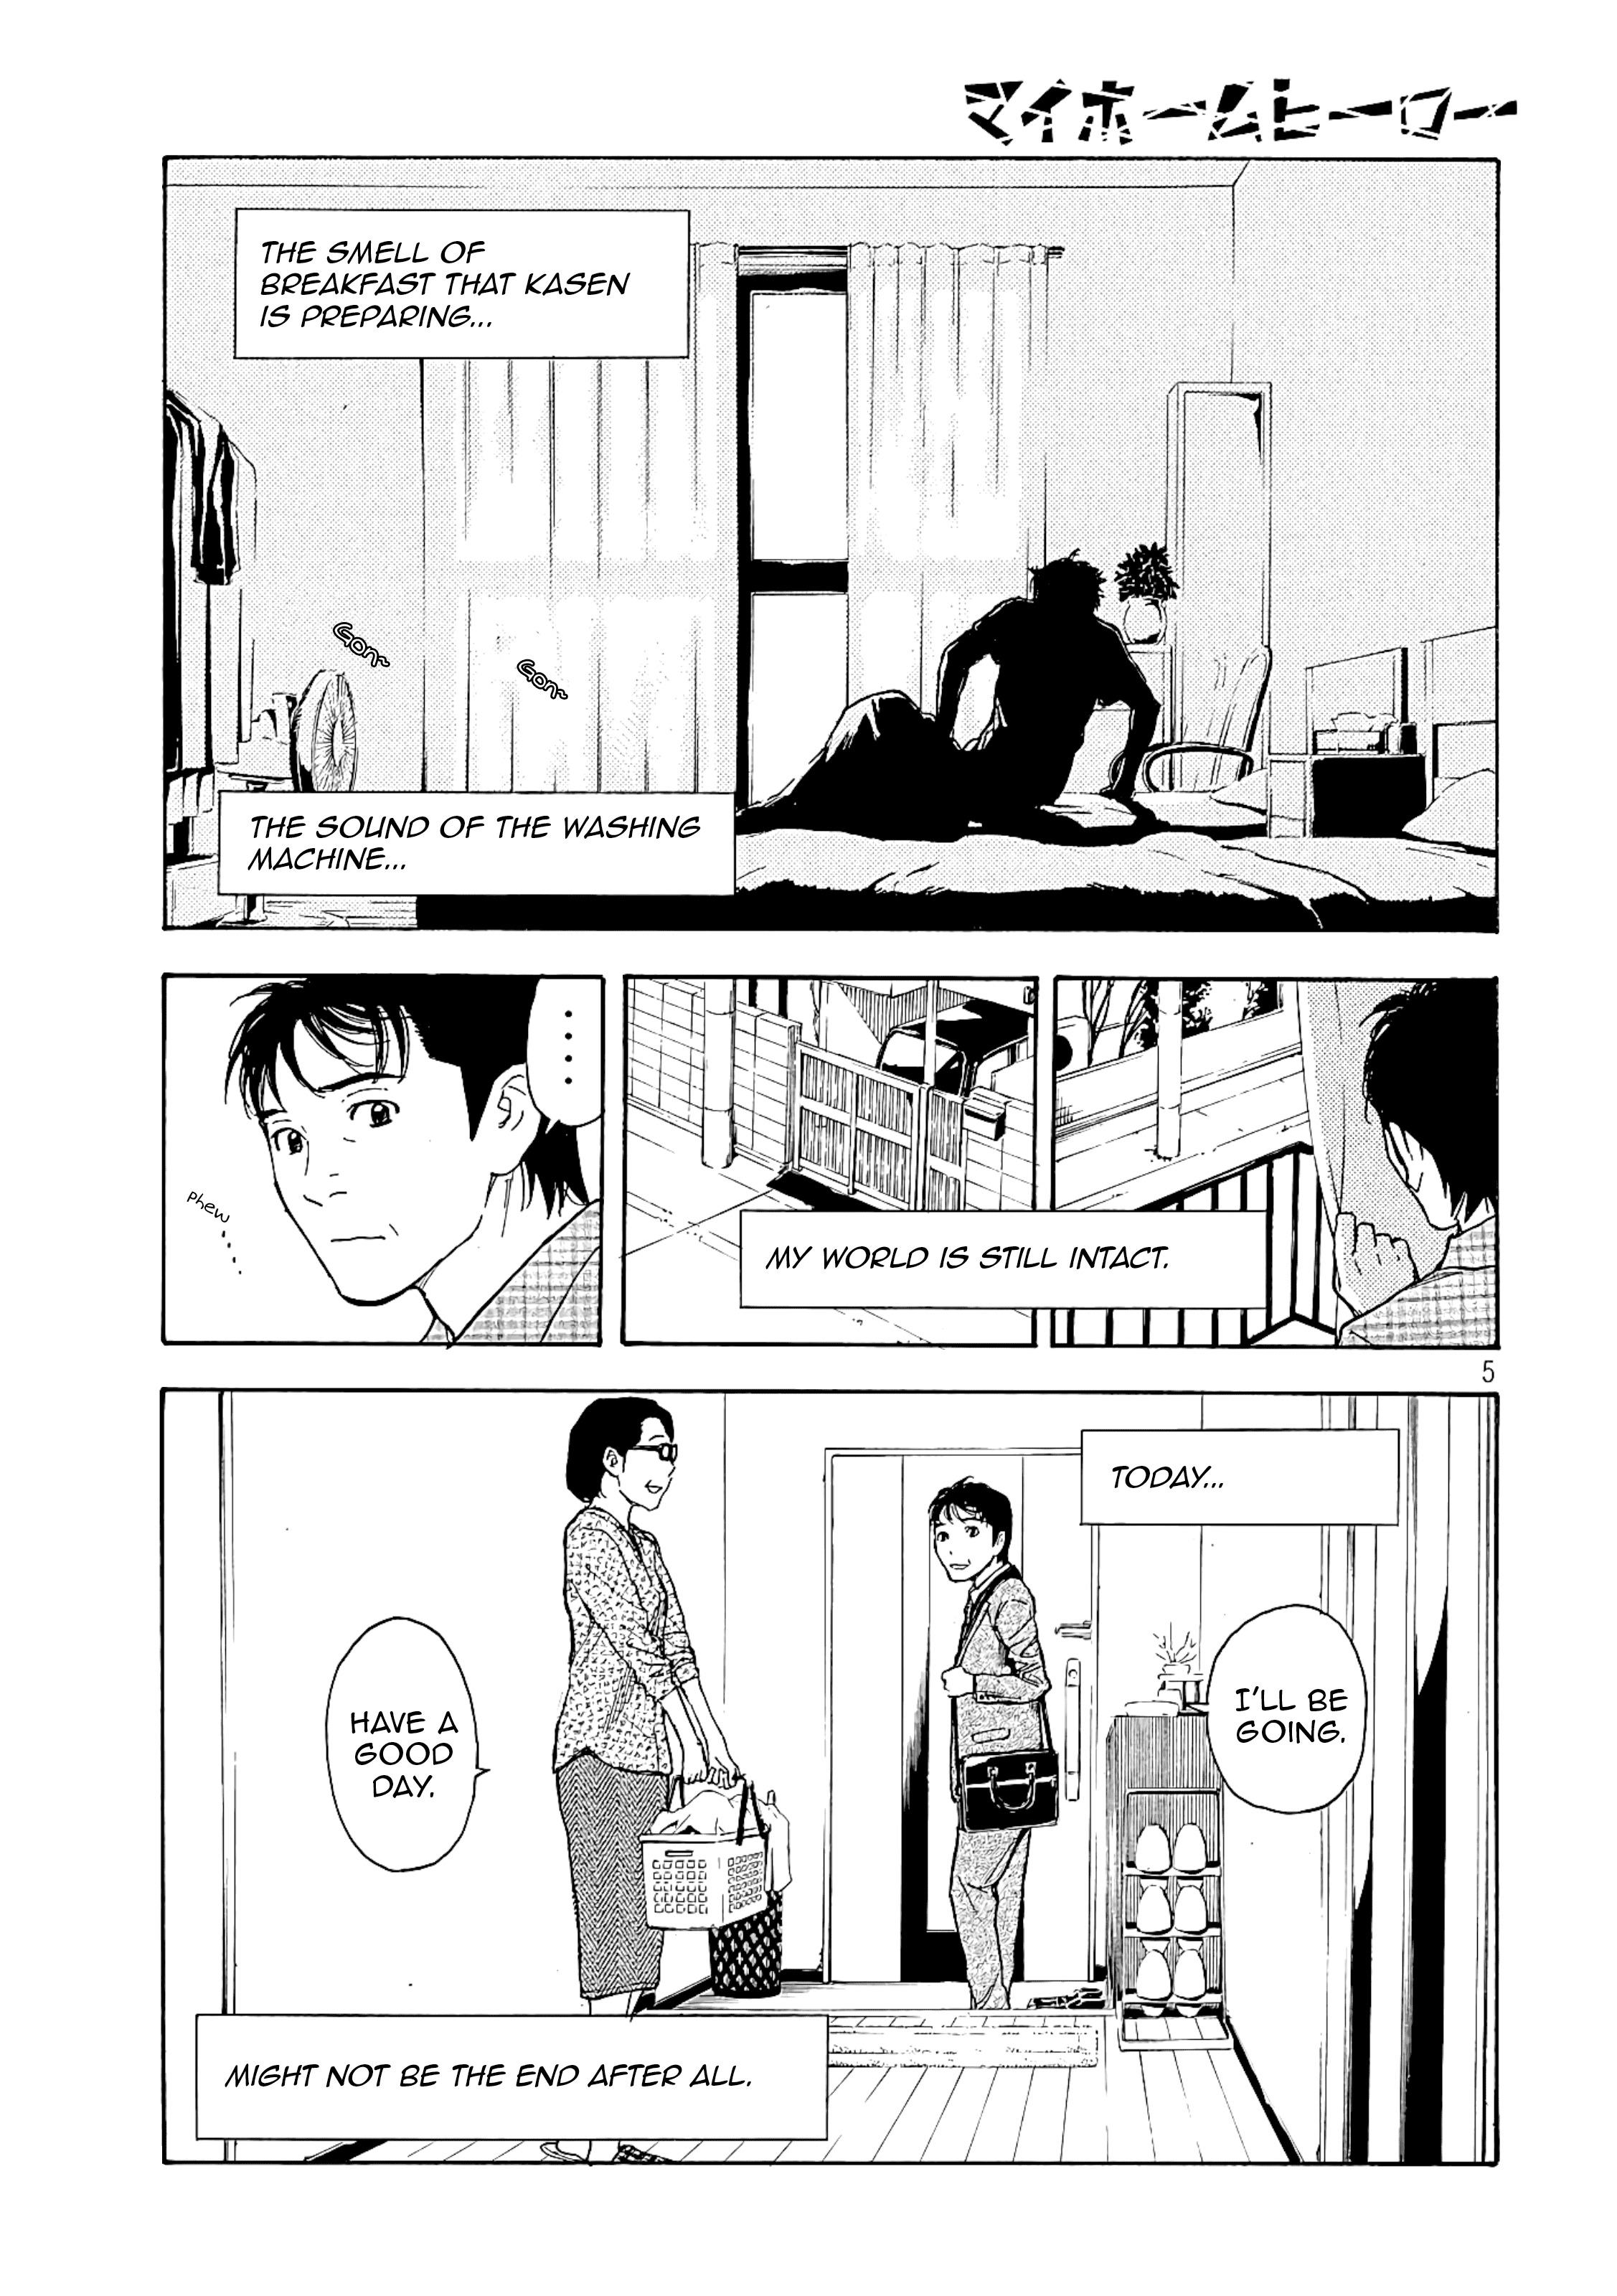 マイホームヒーロー
THE SMELL OF
BREAKFAST THAT KASEN
IS PREPARING...
Gon~
Gon~
THE SOUND OF THE WASHING
MACHINE...
MY WORLD IS STILL INTACT.
....
phew....
5
TODAY...
I'LL BE
GOING.
HAVE A
GOOD
DAY.
MIGHT NOT BE THE END AFTER ALL.